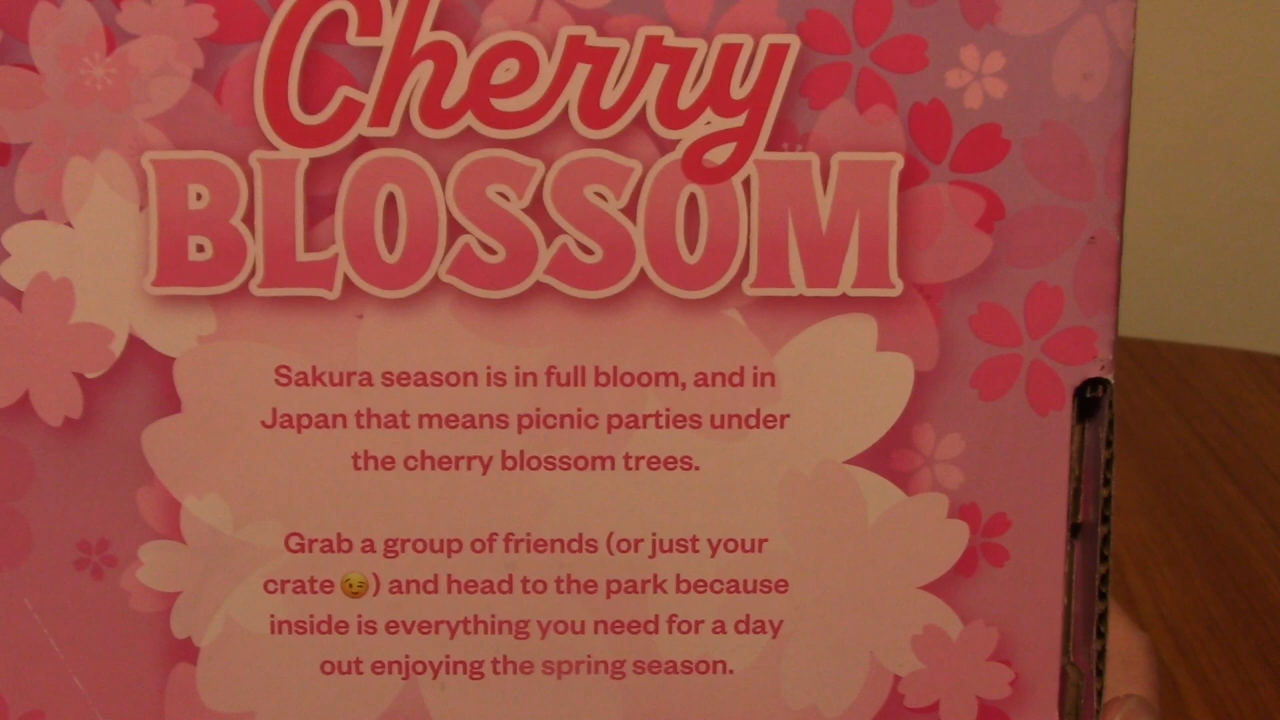 Cherry
BLOSSOM
Sakura season is in full bloom, and in
Japan that means picnic parties under
the cherry blossom trees.
Grab a group of friends (or just your
crate 😉) and head to the park because
inside is everything you need for a day
out enjoying the spring season.